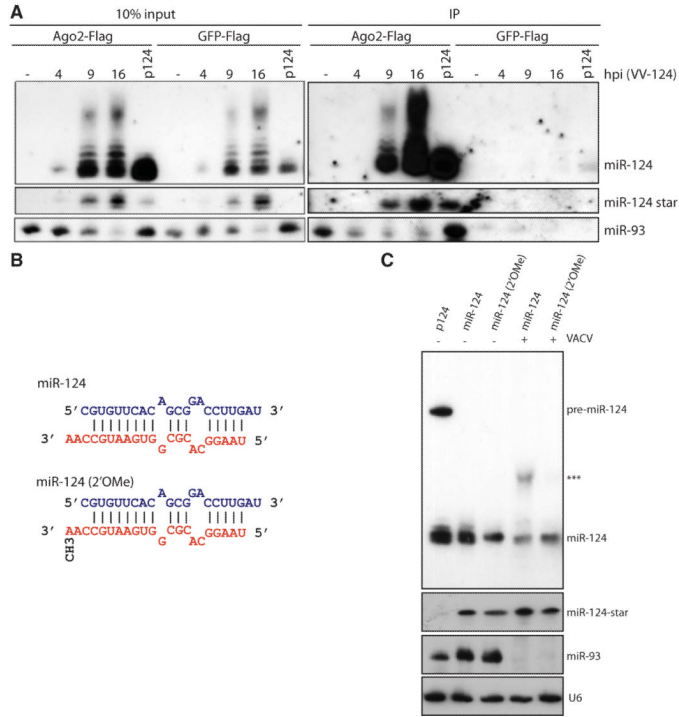 A
10% input IP
Ago2-Flag GFP-Flag Ago2-Flag GFP-Flag
- 4 9 16 p124 - 4 9 16 p124 - 4 9 16 p124 - 4 9 16 p124 hpi (VV-124)
miR-124
miR-124 star
miR-93
B
miR-124
5' CGUGUUCAC A GCG GA CCUUGAU 3'
3' AACCGUAAGUG G CGC AC GGAAU 5'
miR-124 (2'OMe)
5' CGUGUUCAC A GCG GA CCUUGAU 3'
3' AACCGUAAGUG G CGC AC GGAAU 5'
CH3
C
p124 miR-124 miR-124 (2'OMe) miR-124 miR-124 (2'OMe)
- - - + + VACV
pre-miR-124
***
miR-124
miR-124-star
miR-93
U6